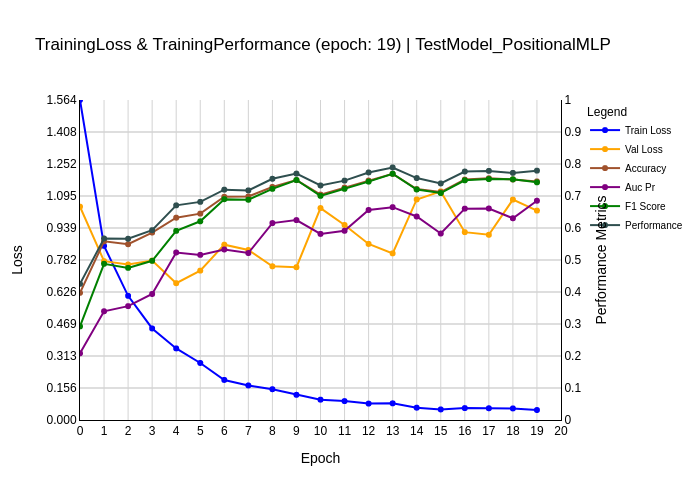 TrainingLoss & TrainingPerformance (epoch: 19) | TestModel_PositionalMLP
1.564
1.408
1.252
1.095
0.939
0.782
0.626
0.469
0.313
0.156
0.000
Loss
0 1 2 3 4 5 6 7 8 9 10 11 12 13 14 15 16 17 18 19 20
Epoch
1
0.9
0.8
0.7
0.6
0.5
0.4
0.3
0.2
0.1
0
Performance Metrics
Legend
Train Loss
Val Loss
Accuracy
Auc Pr
F1 Score
Performance